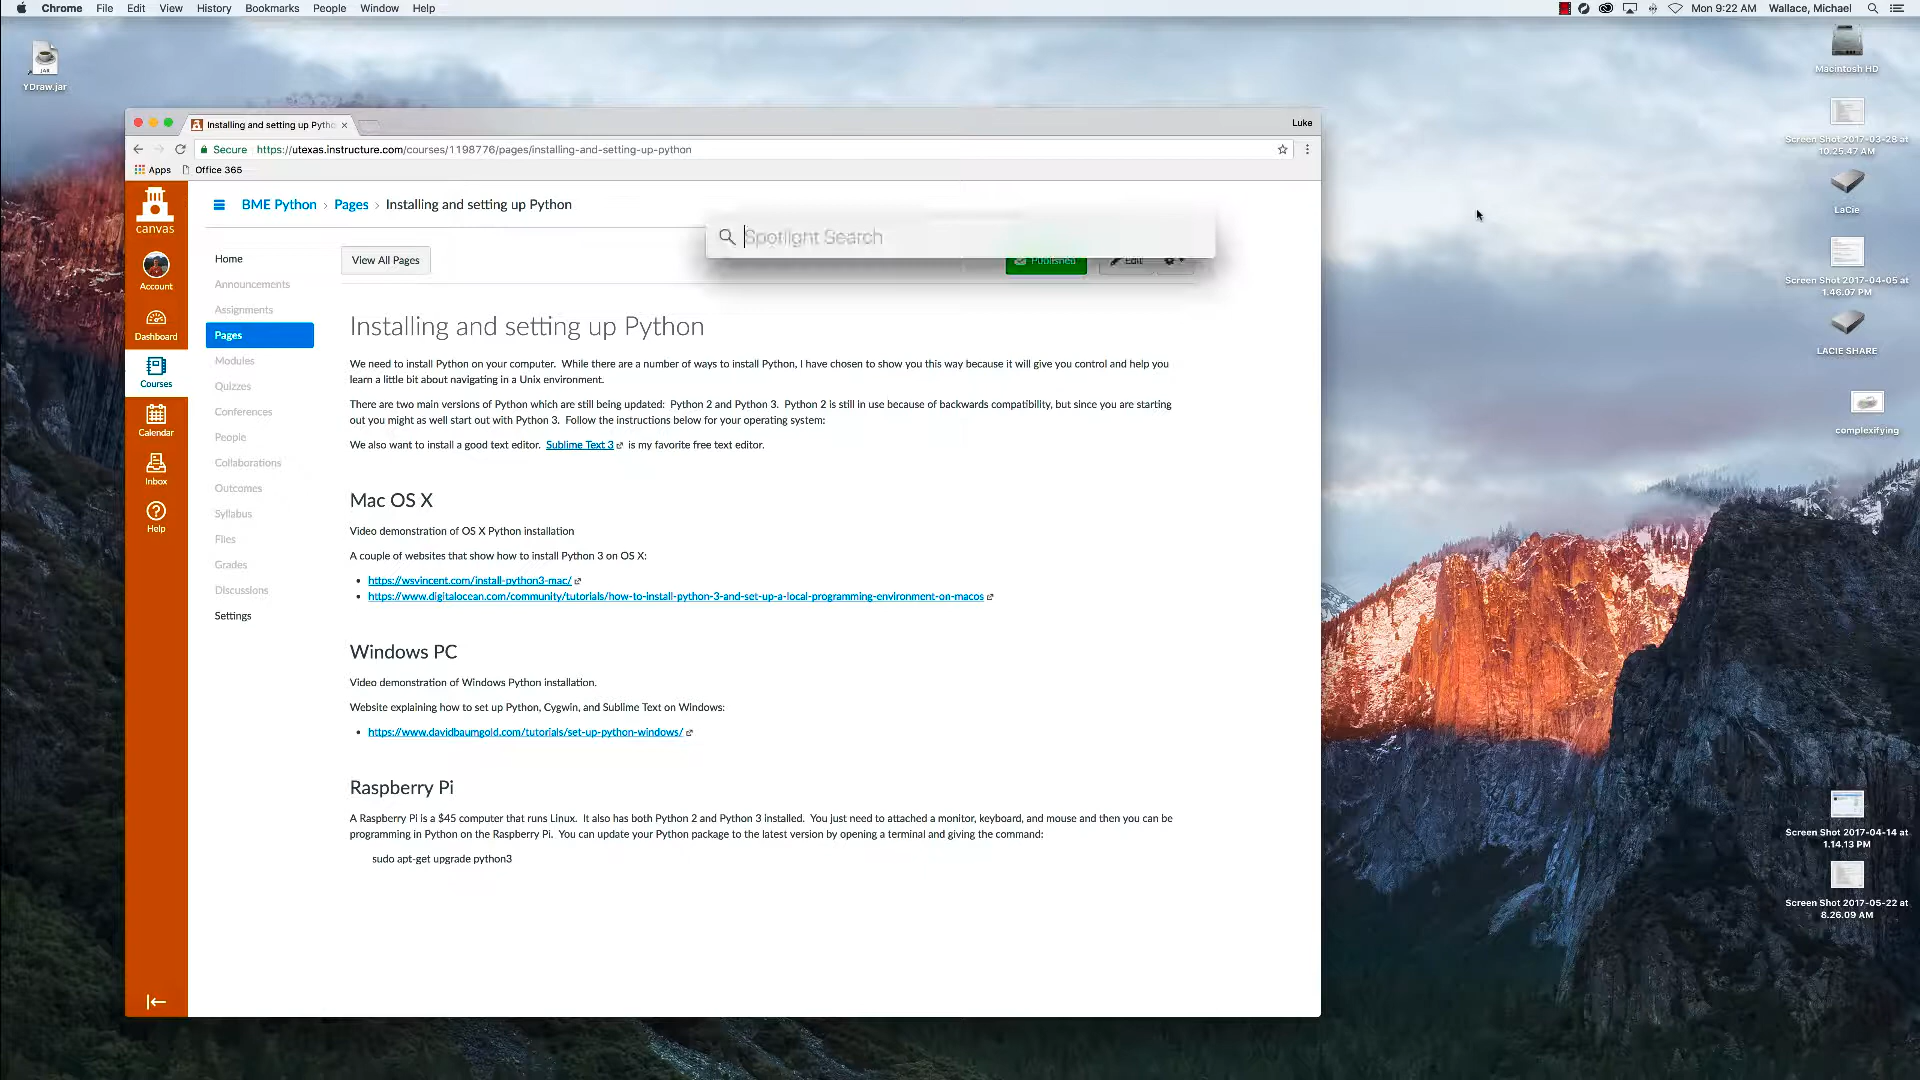 Chrome File Edit View History Bookmarks People Window Help
Mon 9:22 AM Wallace, Michael
JAR
YDraw.jar
Macintosh HD
Screen Shot 2017-03-28 at
10.25.47 AM
LaCie
Screen Shot 2017-04-05 at
1.46.07 PM
LACIE SHARE
complexifying
Screen Shot 2017-04-14 at
1.14.13 PM
Screen Shot 2017-05-22 at
8.26.09 AM
Installing and setting up Pytho
Luke
Secure https://utexas.instructure.com/courses/1198776/pages/installing-and-setting-up-python
Apps Office 365
canvas
Account
Dashboard
Courses
Calendar
Inbox
Help
BME Python › Pages › Installing and setting up Python
Spotlight Search
Home
Announcements
Assignments
Pages
Modules
Quizzes
Conferences
People
Collaborations
Outcomes
Syllabus
Files
Grades
Discussions
Settings
View All Pages
Published
Edit
Installing and setting up Python
We need to install Python on your computer. While there are a number of ways to install Python, I have chosen to show you this way because it will give you control and help you
learn a little bit about navigating in a Unix environment.
There are two main versions of Python which are still being updated: Python 2 and Python 3. Python 2 is still in use because of backwards compatibility, but since you are starting
out you might as well start out with Python 3. Follow the instructions below for your operating system:
We also want to install a good text editor. Sublime Text 3 is my favorite free text editor.
Mac OS X
Video demonstration of OS X Python installation
A couple of websites that show how to install Python 3 on OS X:
• https://wsvincent.com/install-python3-mac/
• https://www.digitalocean.com/community/tutorials/how-to-install-python-3-and-set-up-a-local-programming-environment-on-macos
Windows PC
Video demonstration of Windows Python installation.
Website explaining how to set up Python, Cygwin, and Sublime Text on WIndows:
• https://www.davidbaumgold.com/tutorials/set-up-python-windows/
Raspberry Pi
A Raspberry Pi is a $45 computer that runs Linux. It also has both Python 2 and Python 3 installed. You just need to attached a monitor, keyboard, and mouse and then you can be
programming in Python on the Raspberry Pi. You can update your Python package to the latest version by opening a terminal and giving the command:
sudo apt-get upgrade python3